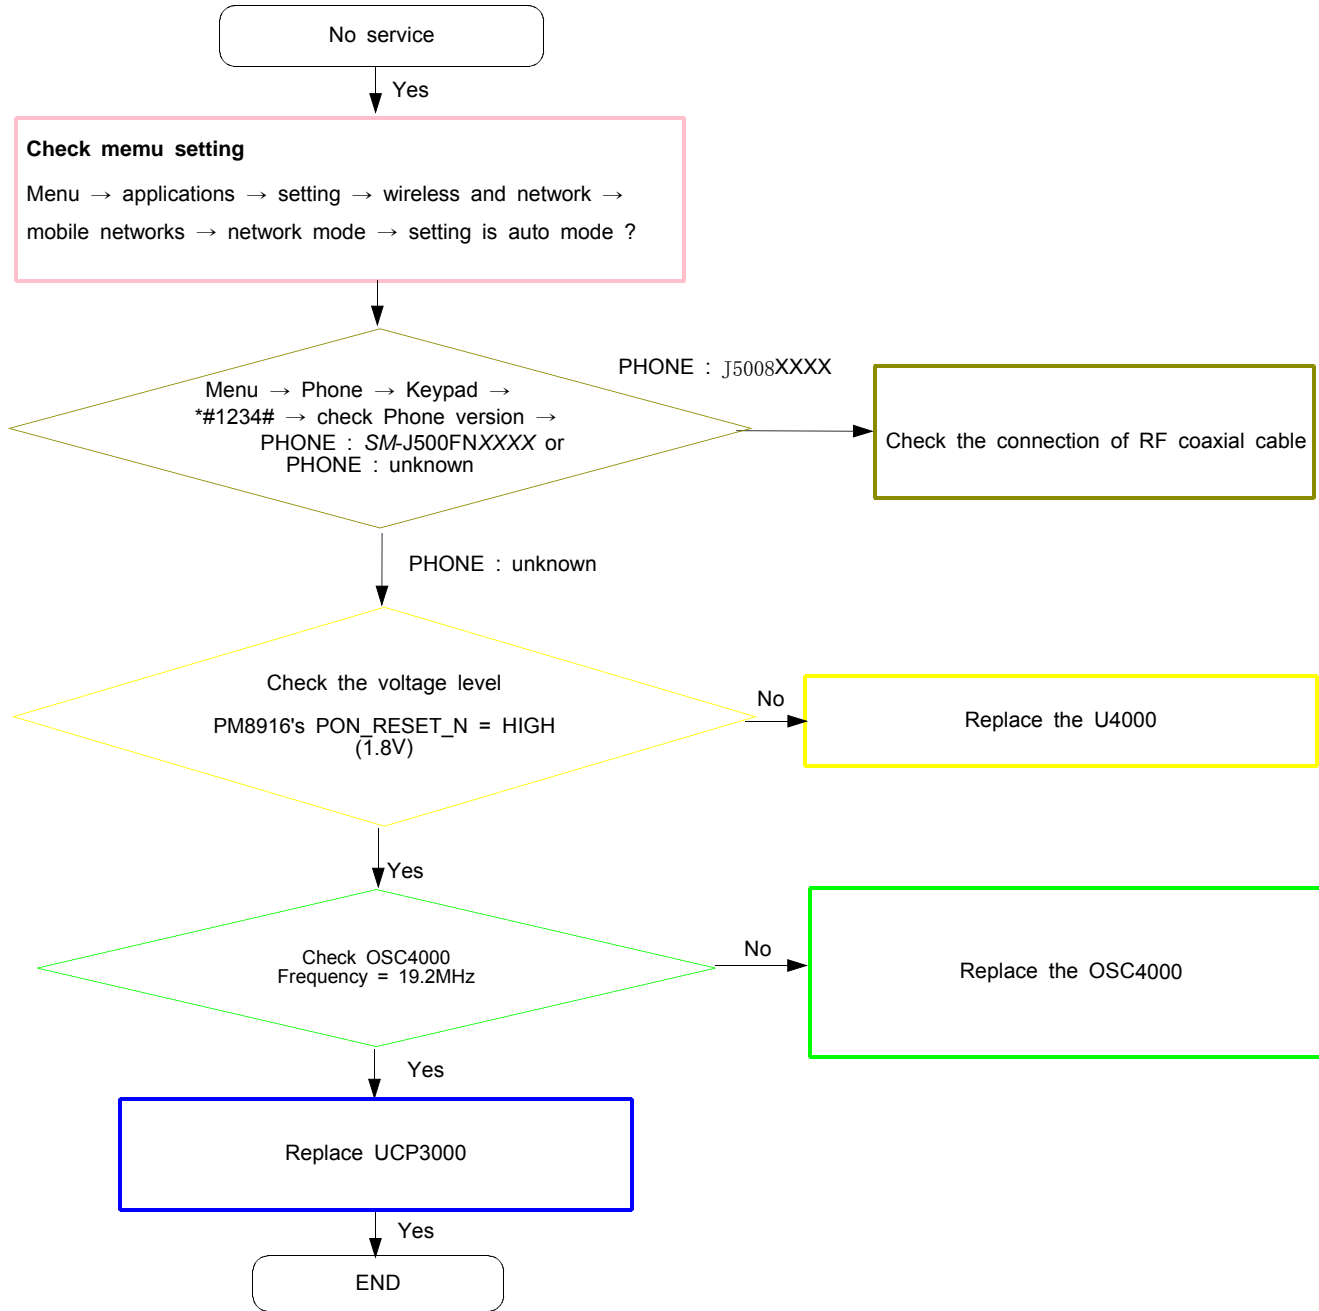 No service
Yes
Check memu setting
Menu → applications → setting → wireless and network →
mobile networks → network mode → setting is auto mode ?
PHONE : J5008XXXX
Menu → Phone → Keypad →
*#1234# → check Phone version →
PHONE : SM-J500FNXXXX or
PHONE : unknown
Check the connection of RF coaxial cable
PHONE : unknown
Check the voltage level
PM8916's PON_RESET_N = HIGH
(1.8V)
No
Replace the U4000
Yes
Check OSC4000
Frequency = 19.2MHz
No
Replace the OSC4000
Yes
Replace UCP3000
Yes
END